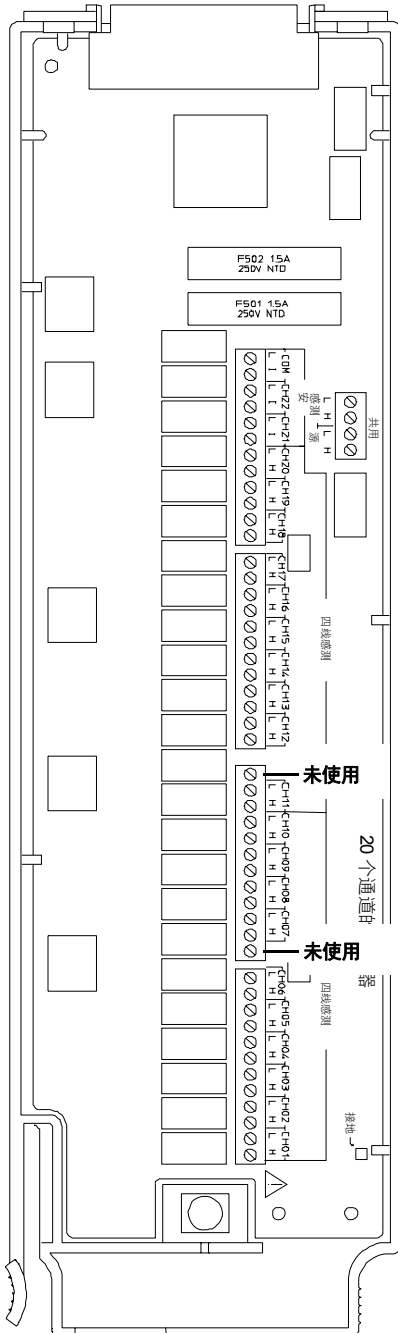 F502 1.5A
250V NTD
F501 1.5A
250V NTD
COM
L I
CH22
L I
CH21
L I
CH20
L H
CH19
L H
CH18
L H
安
感测
源
L H L H
共用
CH17
L H
CH16
L H
CH15
L H
CH14
L H
CH13
L H
CH12
L H
四线感测
未使用
CH11
L H
CH10
L H
CH09
L H
CH08
L H
CH07
L H
未使用
20 个通道的
器
CH06
L H
CH05
L H
CH04
L H
CH03
L H
CH02
L H
CH01
L H
四线感测
接地